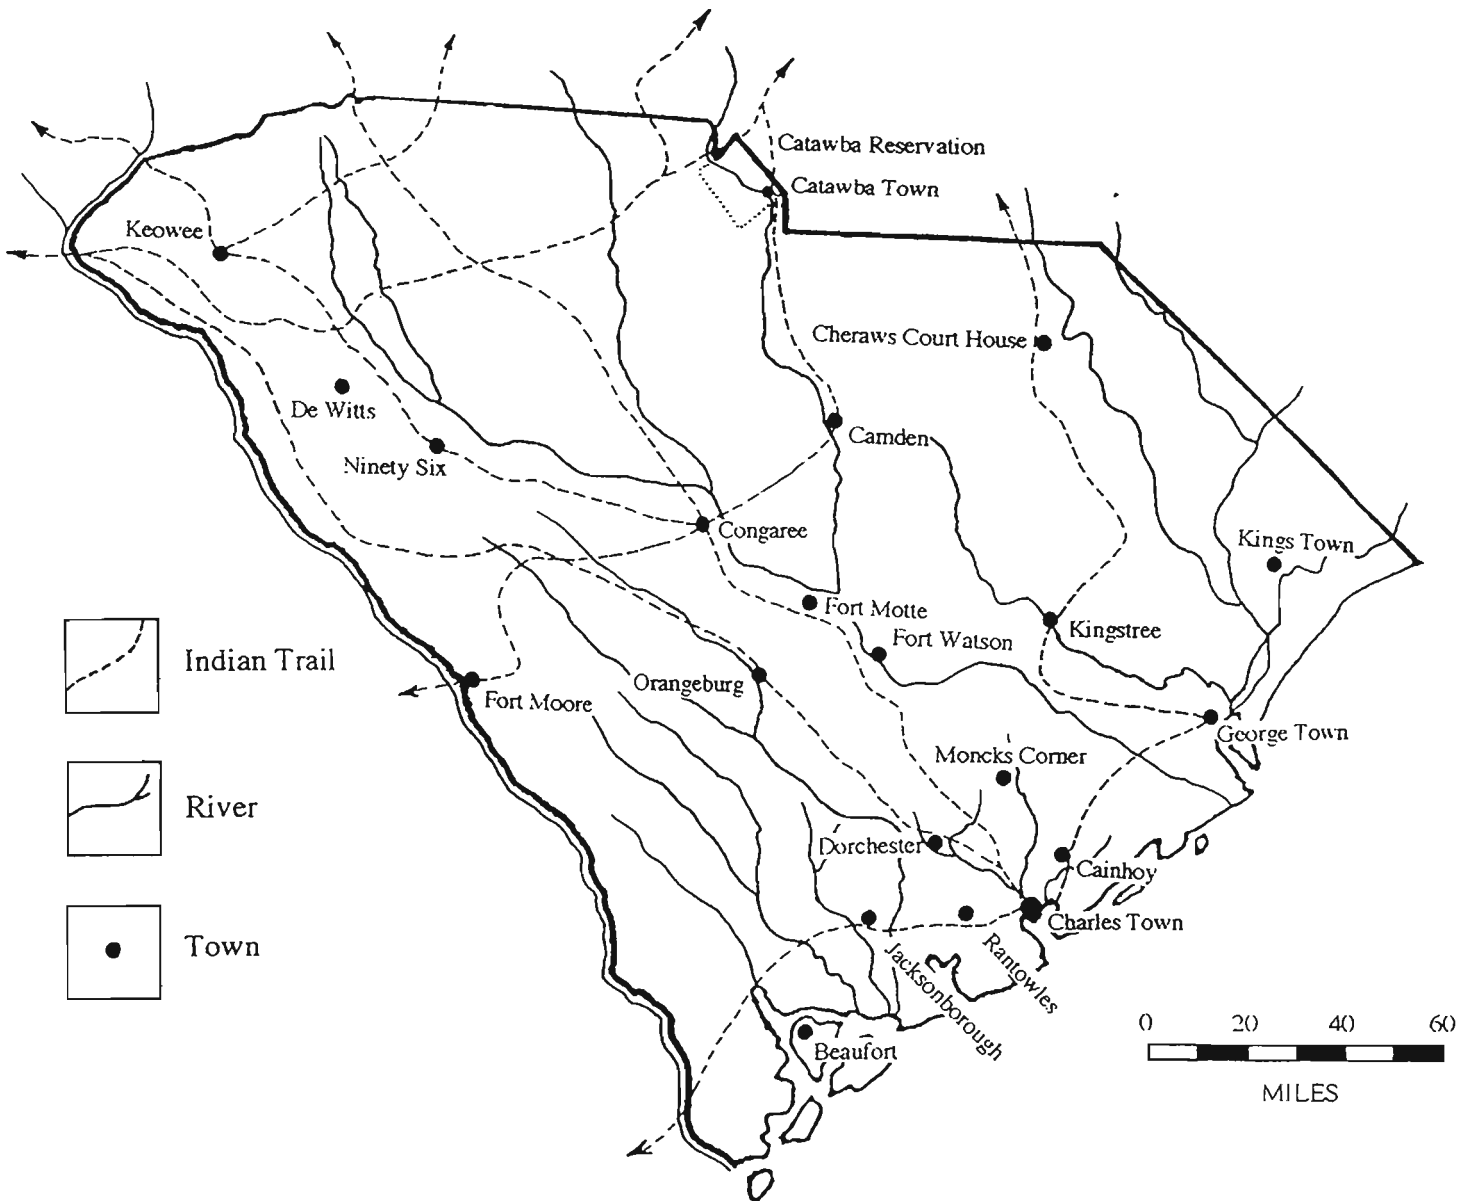 Catawba Reservation
Catawba Town
Keowee
Cheraws Court House
De Witts
Camden
Ninety Six
Congaree
Kings Town
Fort Motte
Fort Watson
Kingstree
Indian Trail
Orangeburg
Fort Moore
George Town
Moncks Corner
River
Dorchester
Cainhoy
Charles Town
Town
Rantowles
Jacksonborough
Beaufort
0 20 40 60
MILES